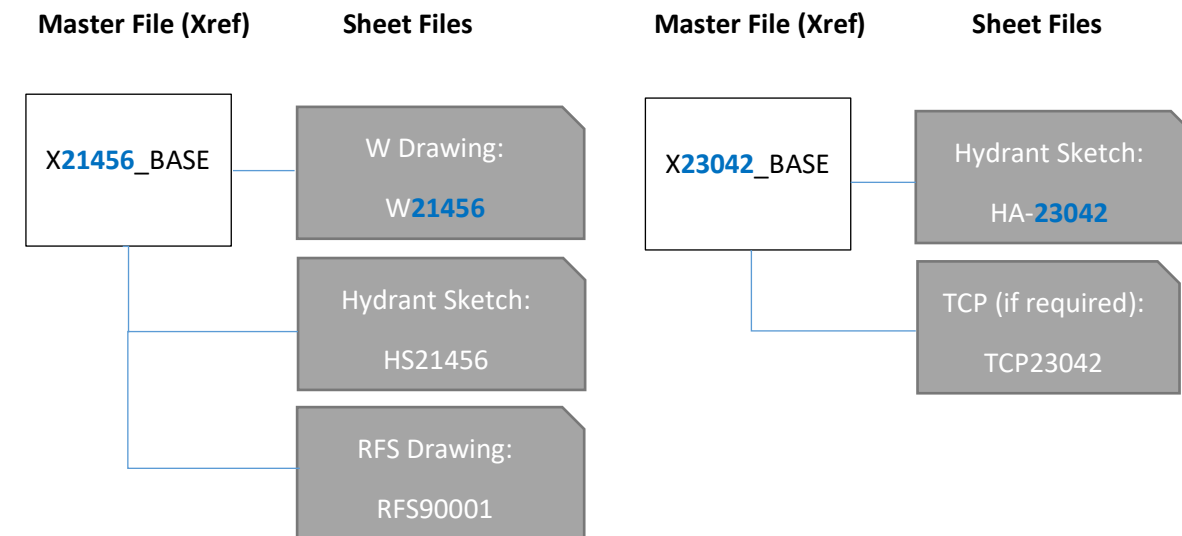 Master File (Xref)
Sheet Files
X21456_BASE
W Drawing:
W21456
Hydrant Sketch:
HS21456
RFS Drawing:
RFS90001
Master File (Xref)
Sheet Files
X23042_BASE
Hydrant Sketch:
HA-23042
TCP (if required):
TCP23042